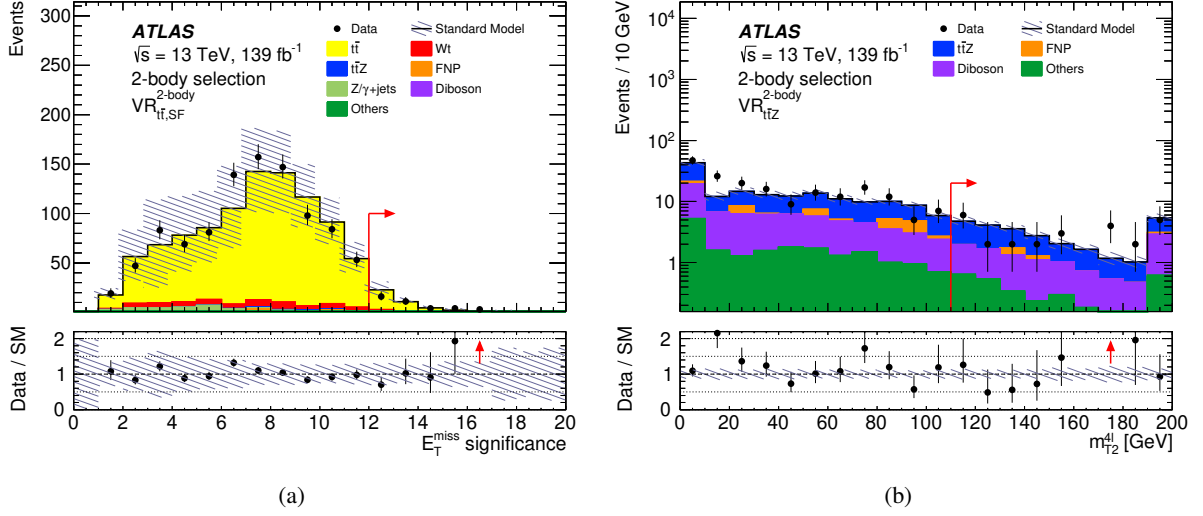 Events
300
250
200
150
100
50
ATLAS
√s = 13 TeV, 139 fb⁻¹
2-body selection
VR^2-body_tt̄,SF
Data
Standard Model
tt̄
Wt
tt̄Z
FNP
Z/γ+jets
Diboson
Others
Data / SM
2
1
0
0 2 4 6 8 10 12 14 16 18 20
E_T^miss significance
(a)
Events / 10 GeV
10⁴
10³
10²
10
1
ATLAS
√s = 13 TeV, 139 fb⁻¹
2-body selection
VR^2-body_tt̄Z
Data
Standard Model
tt̄Z
FNP
Diboson
Others
Data / SM
2
1
0
0 20 40 60 80 100 120 140 160 180 200
m_T2^4l [GeV]
(b)